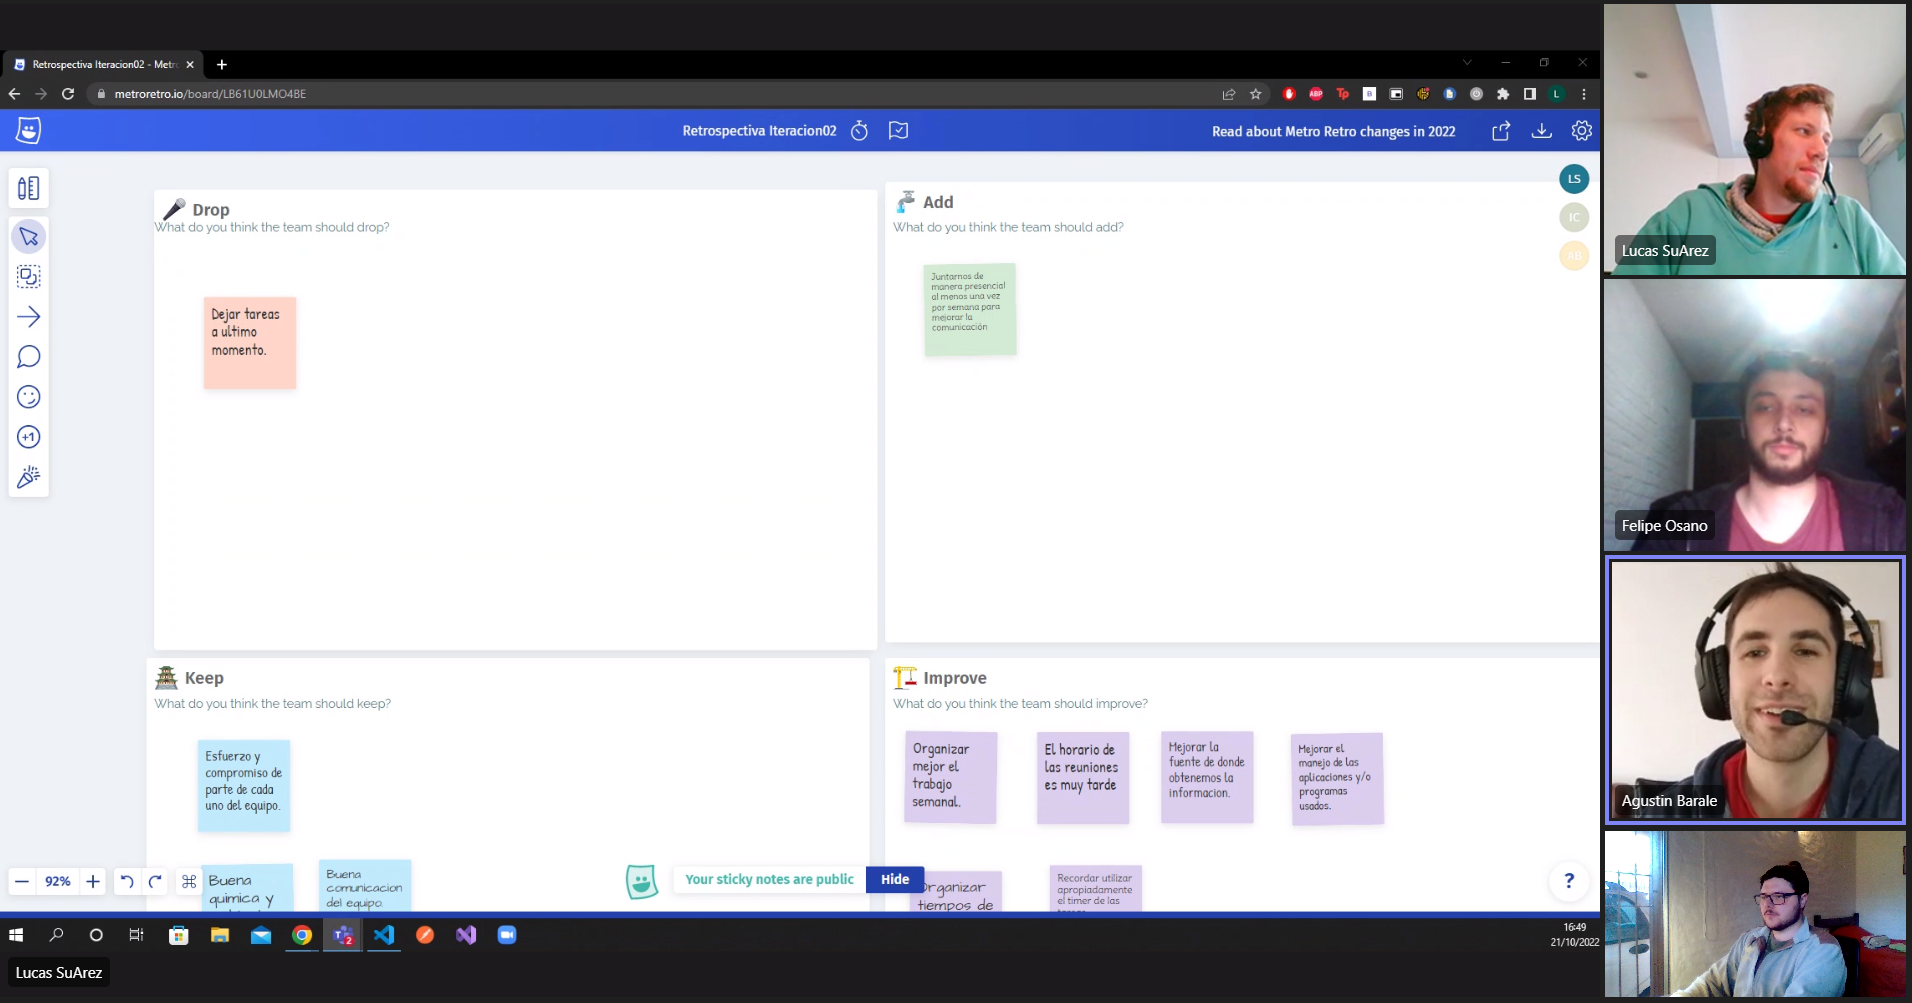 Retrospectiva Iteracion02 - Metr
metroretro.io/board/LB61U0LMO4BE
ABP
Tp
L
Retrospectiva Iteracion02
Read about Metro Retro changes in 2022
LS
IC
AB
Drop
What do you think the team should drop?
Dejar tareas
a ultimo
momento.
Add
What do you think the team should add?
Juntarnos de
manera presencial
al menos una vez
por semana para
mejorar la
comunicación
+1
Keep
What do you think the team should keep?
Esfuerzo y
compromiso de
parte de cada
uno del equipo.
Buena
quimica y
Buena
comunicacion
del equipo.
Improve
What do you think the team should improve?
Organizar
mejor el
trabajo
semanal.
El horario de
las reuniones
es muy tarde
Mejorar la
fuente de donde
obtenemos la
informacion.
Mejorar el
manejo de las
aplicaciones y/o
programas
usados.
Organizar
tiempos de
Recordar utilizar
apropiadamente
el timer de las
92%
Your sticky notes are public
Hide
?
16:49
21/10/2022
Lucas SuArez
Lucas SuArez
Felipe Osano
Agustin Barale